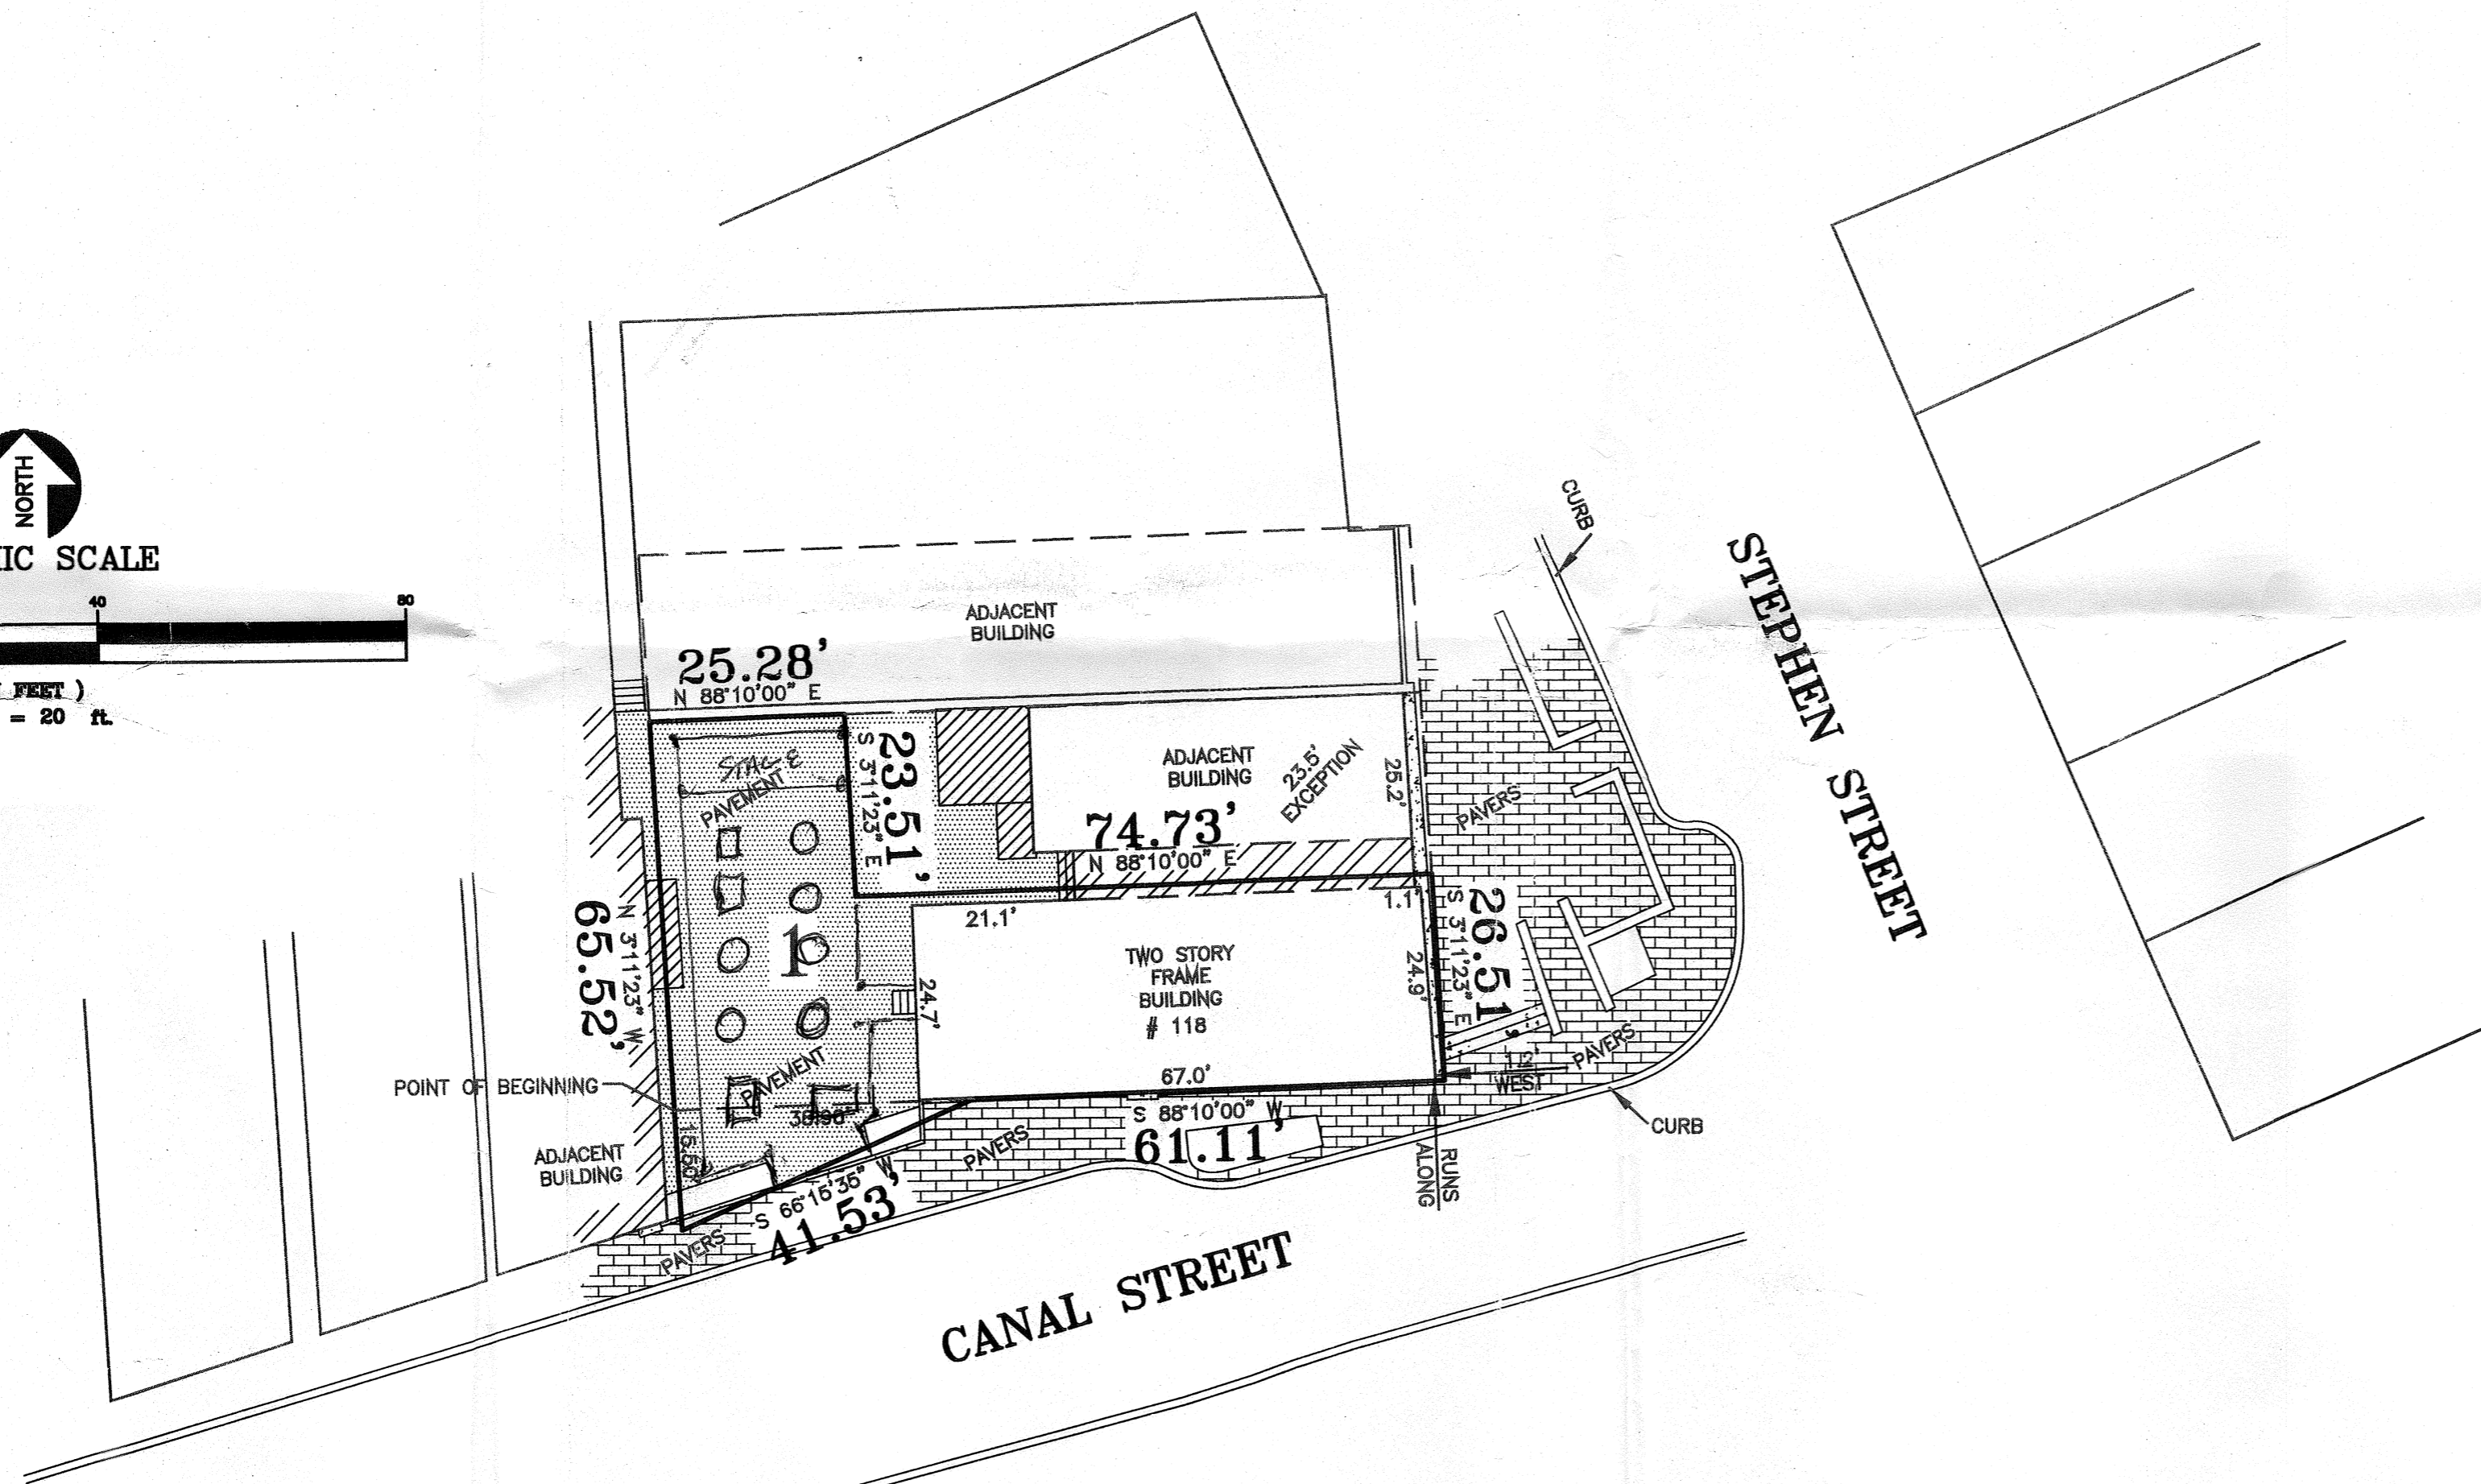 NORTH
IC SCALE
40
80
FEET )
= 20 ft.
CURB
STEPHEN STREET
ADJACENT
BUILDING
25.28'
N 88°10'00" E
STAGE
PAVEMENT
23.51'
S 3°11'23" E
ADJACENT
BUILDING
23.5'
EXCEPTION
25.2'
74.73'
N 88°10'00" E
PAVERS
65.52'
N 3°11'23" W
1
21.1'
1.1'
TWO STORY
FRAME
BUILDING
# 118
24.7'
24.9'
26.51'
S 3°11'23" E
67.0'
PAVERS
1.2'
WEST
POINT OF BEGINNING
PAVEMENT
15.50'
ADJACENT
BUILDING
S 88°10'00" W
61.11'
PAVERS
CURB
RUNS
ALONG
S 66°15'35" W
41.53'
PAVERS
CANAL STREET